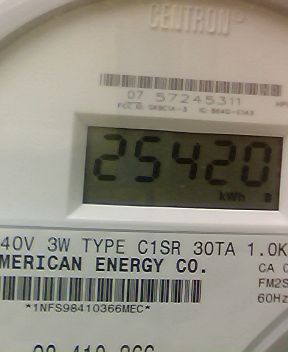 CENTRON®
07 57245311
25420
kWh
40V 3W TYPE C1SR 30TA 1.0K
MERICAN ENERGY CO.
CA 0
FM2S
60Hz
*1NFS98410366MEC*